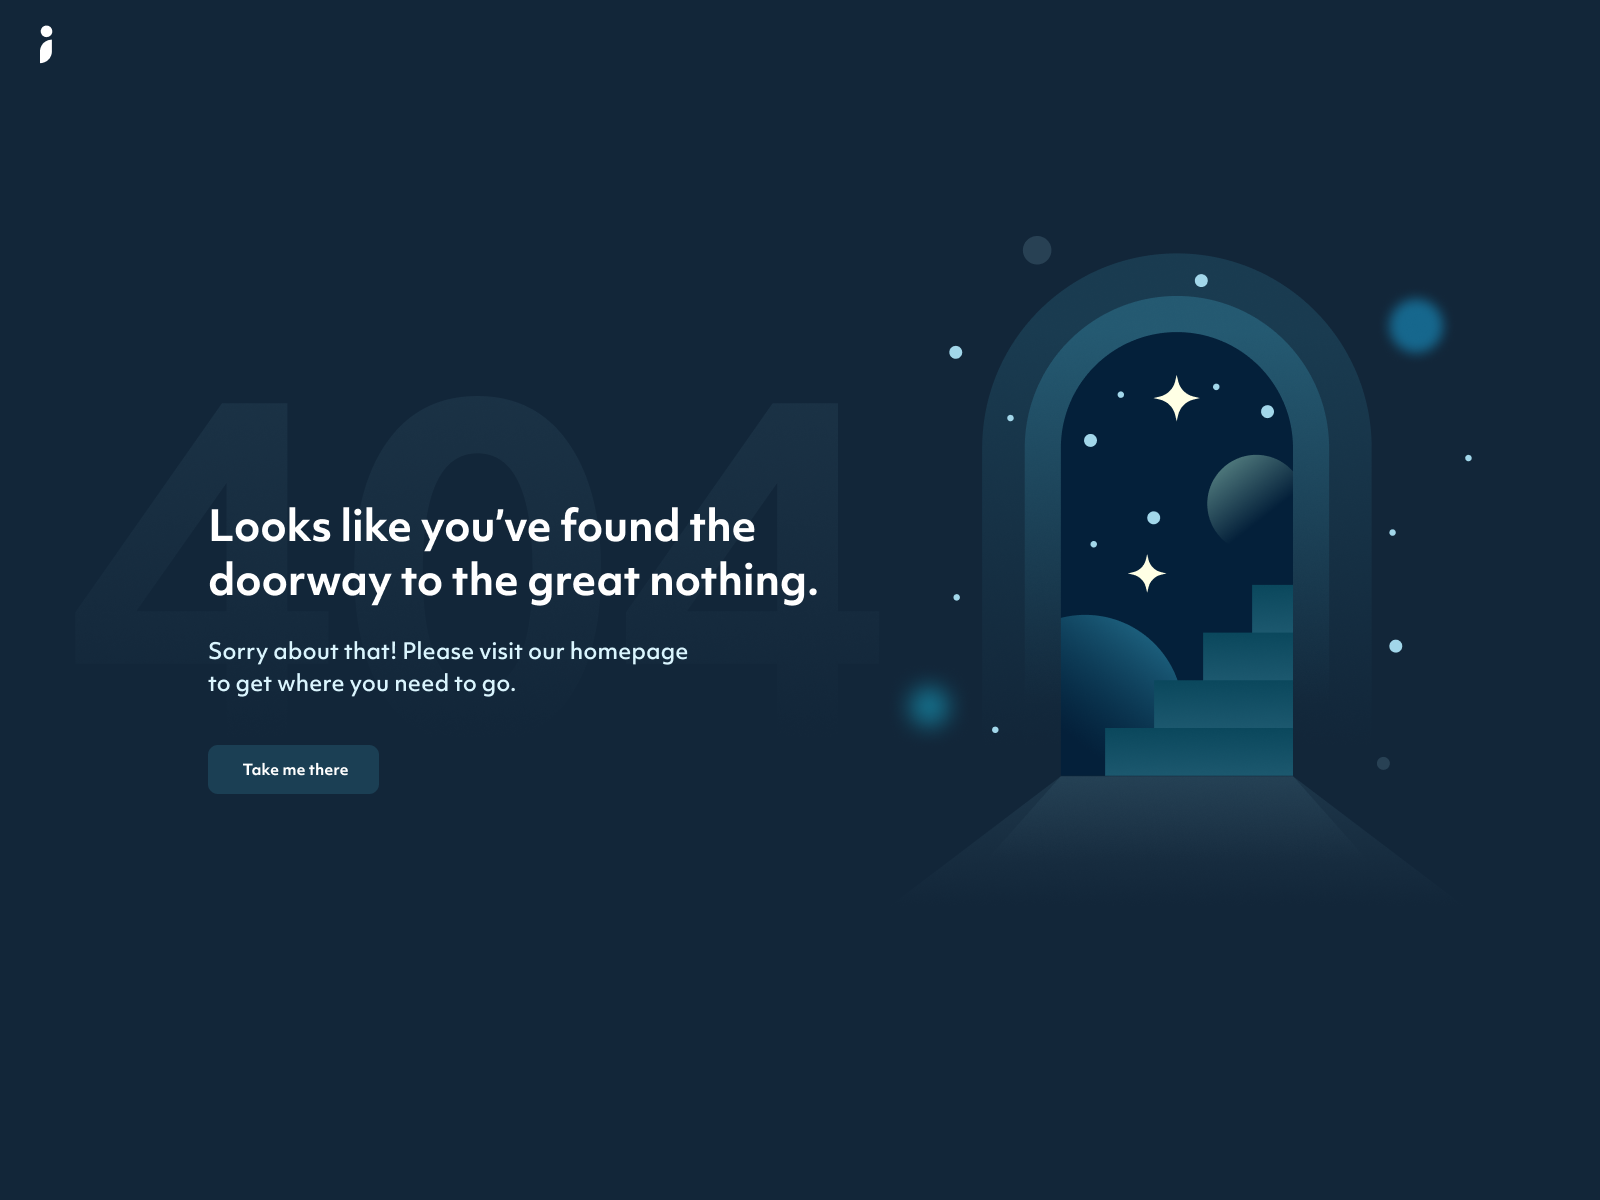 404
Looks like you’ve found the
doorway to the great nothing.
Sorry about that! Please visit our homepage
to get where you need to go.
Take me there